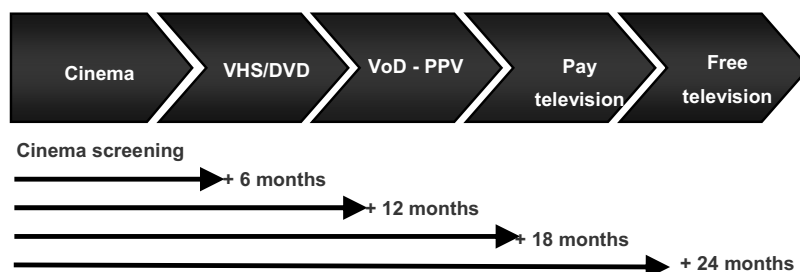 Cinema
VHS/DVD
VoD - PPV
Pay
television
Free
television
Cinema screening
+ 6 months
+ 12 months
+ 18 months
+ 24 months